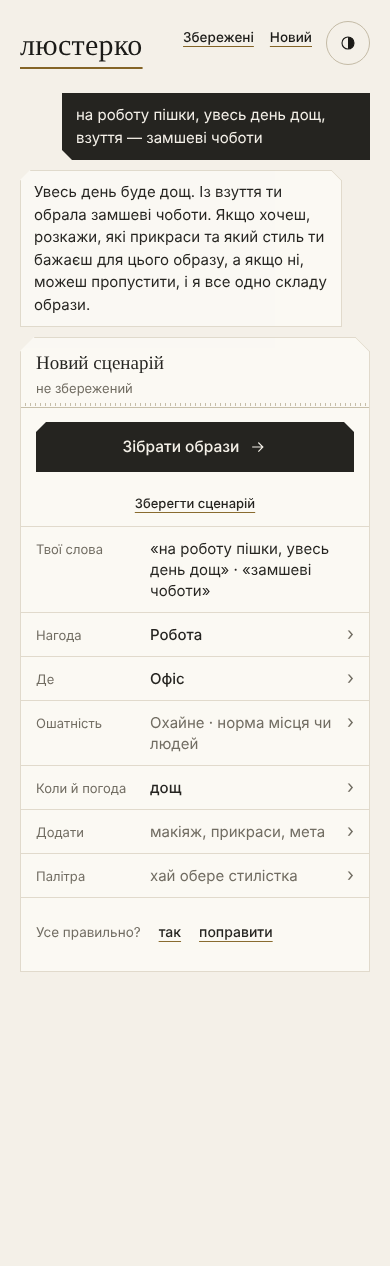 люстерко
Збережені Новий
на роботу пішки, увесь день дощ,
взуття — замшеві чоботи
Увесь день буде дощ. Із взуття ти
обрала замшеві чоботи. Якщо хочеш,
розкажи, які прикраси та який стиль ти
бажаєш для цього образу, а якщо ні,
можеш пропустити, і я все одно складу
образи.
Новий сценарій
не збережений
Зібрати образи →
Зберегти сценарій
Твої слова «на роботу пішки, увесь
день дощ» · «замшеві
чоботи»
Нагода Робота
Де Офіс
Ошатність Охайне · норма місця чи
людей
Коли й погода дощ
Додати макіяж, прикраси, мета
Палітра хай обере стилістка
Усе правильно? так поправити